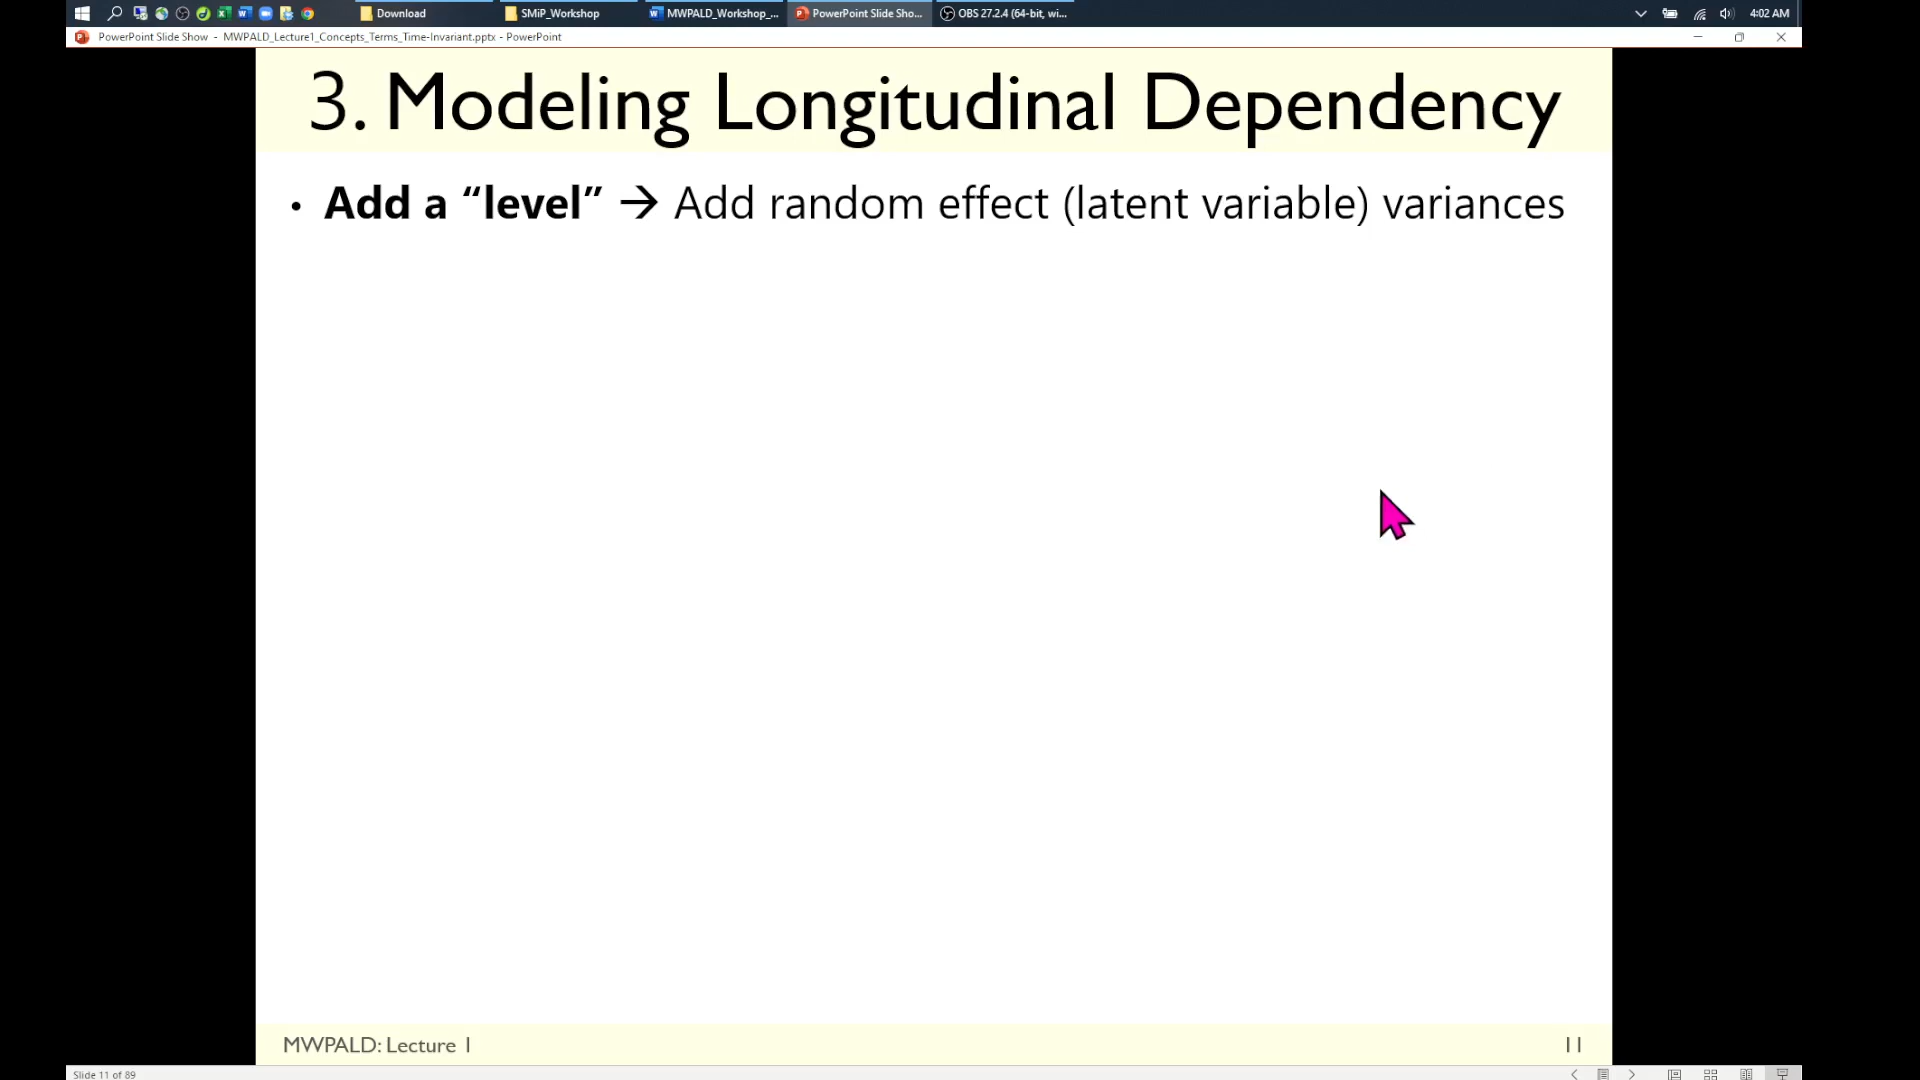 Download
SMiP_Workshop
MWPALD_Workshop_...
PowerPoint Slide Sho...
OBS 27.2.4 (64-bit, wi...
4:02 AM
PowerPoint Slide Show - MWPALD_Lecture1_Concepts_Terms_Time-Invariant.pptx - PowerPoint
3. Modeling Longitudinal Dependency
• Add a “level” → Add random effect (latent variable) variances
MWPALD: Lecture 1
11
Slide 11 of 89